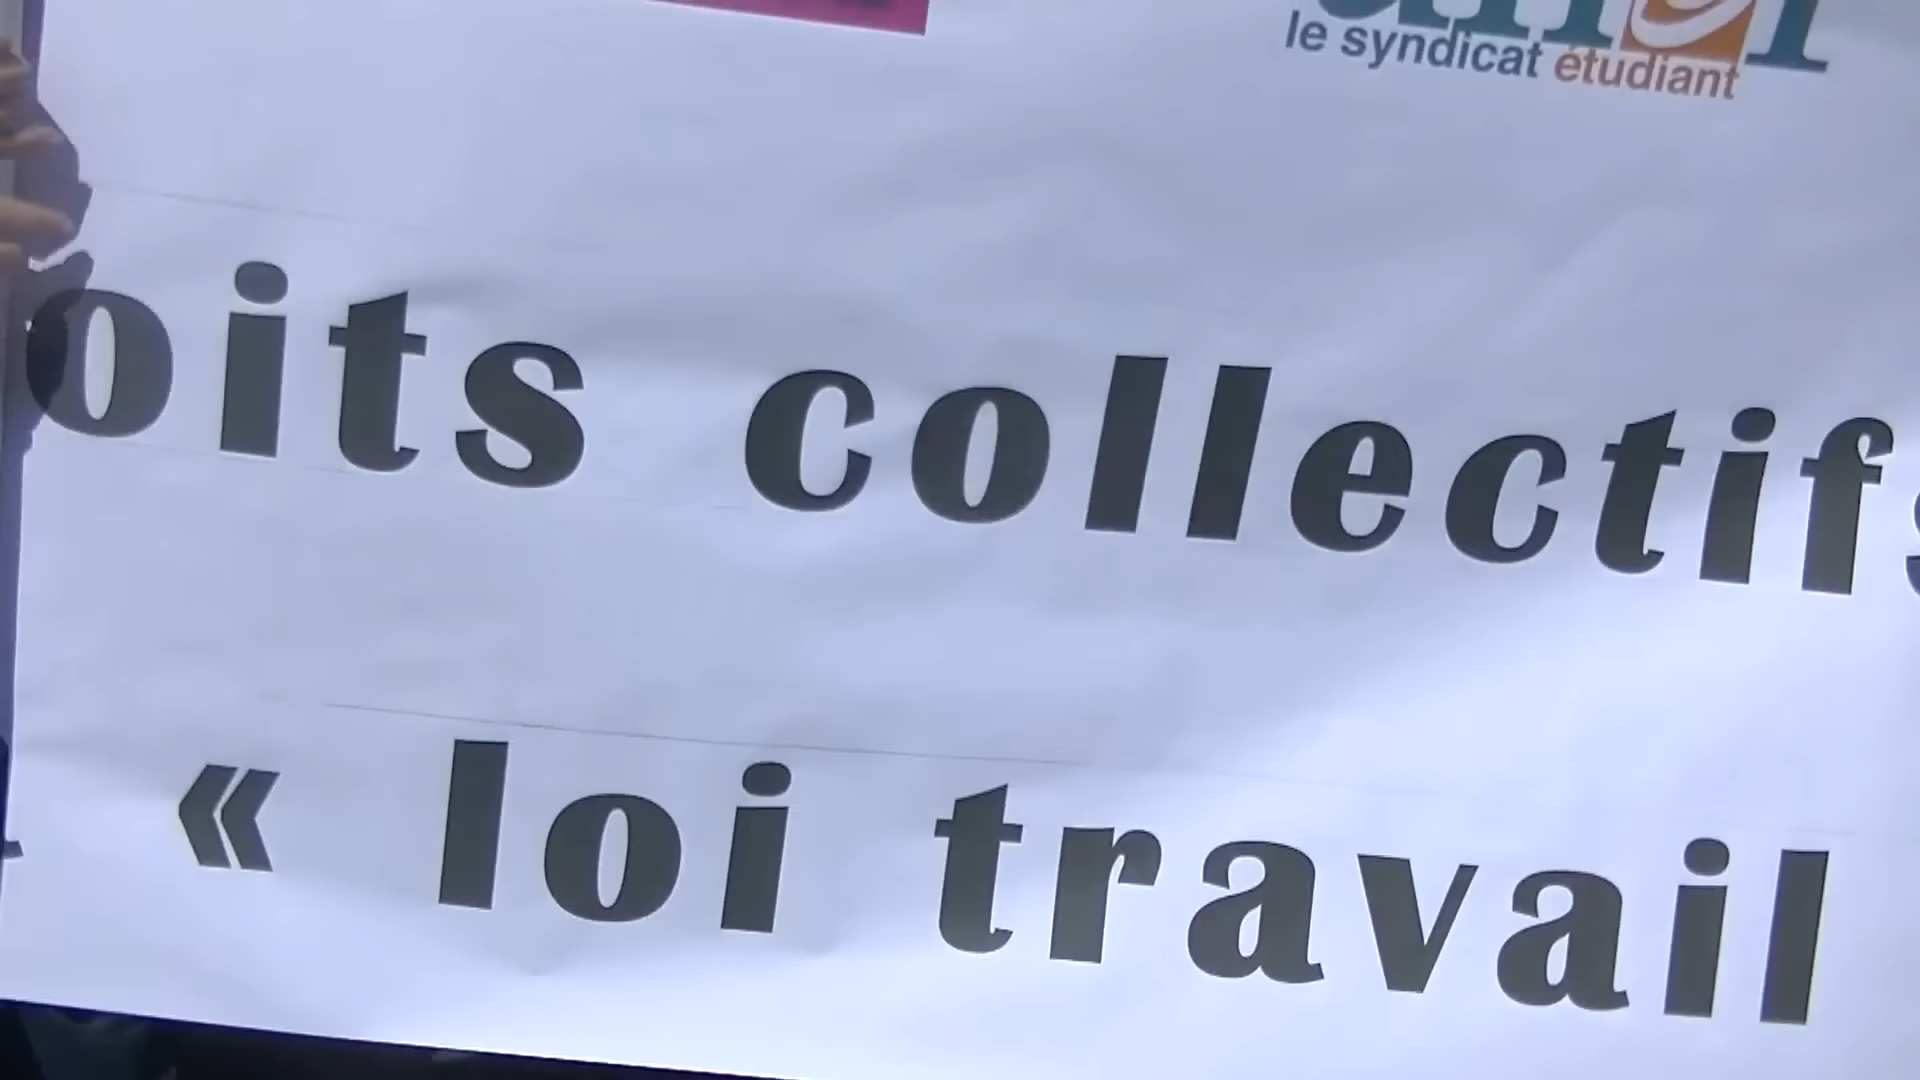 le syndicat étudiant
oits collectifs
« loi travail